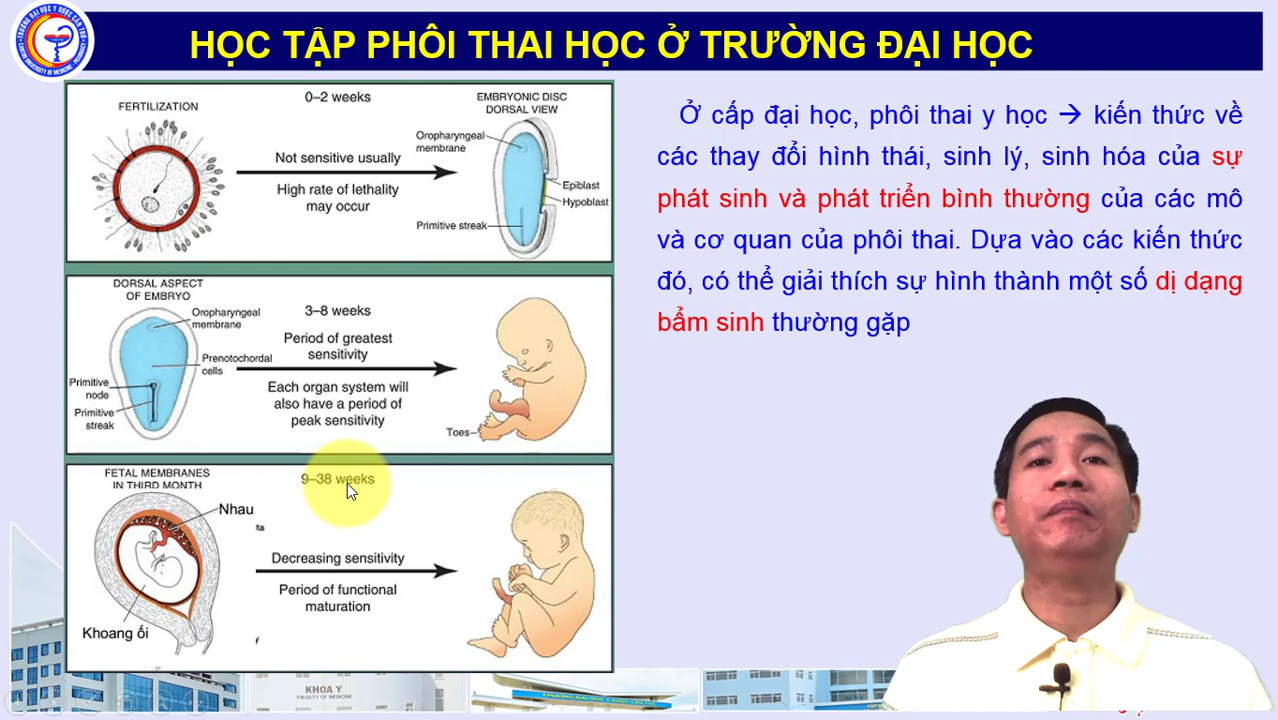 HỌC TẬP PHÔI THAI HỌC Ở TRƯỜNG ĐẠI HỌC
FERTILIZATION
0–2 weeks
Not sensitive usually
High rate of lethality
may occur
EMBRYONIC DISC
DORSAL VIEW
Oropharyngeal
membrane
Epiblast
Hypoblast
Primitive streak
DORSAL ASPECT
OF EMBRYO
Oropharyngeal
membrane
Prenotochordal
cells
Primitive
node
Primitive
streak
3–8 weeks
Period of greatest
sensitivity
Each organ system will
also have a period of
peak sensitivity
Toes
FETAL MEMBRANES
IN THIRD MONTH
Nhau
Khoang ối
9–38 weeks
Decreasing sensitivity
Period of functional
maturation
Ở cấp đại học, phôi thai y học → kiến thức về
các thay đổi hình thái, sinh lý, sinh hóa của sự
phát sinh và phát triển bình thường của các mô
và cơ quan của phôi thai. Dựa vào các kiến thức
đó, có thể giải thích sự hình thành một số dị dạng
bẩm sinh thường gặp
KHOA Y
FACULTY OF MEDICINE